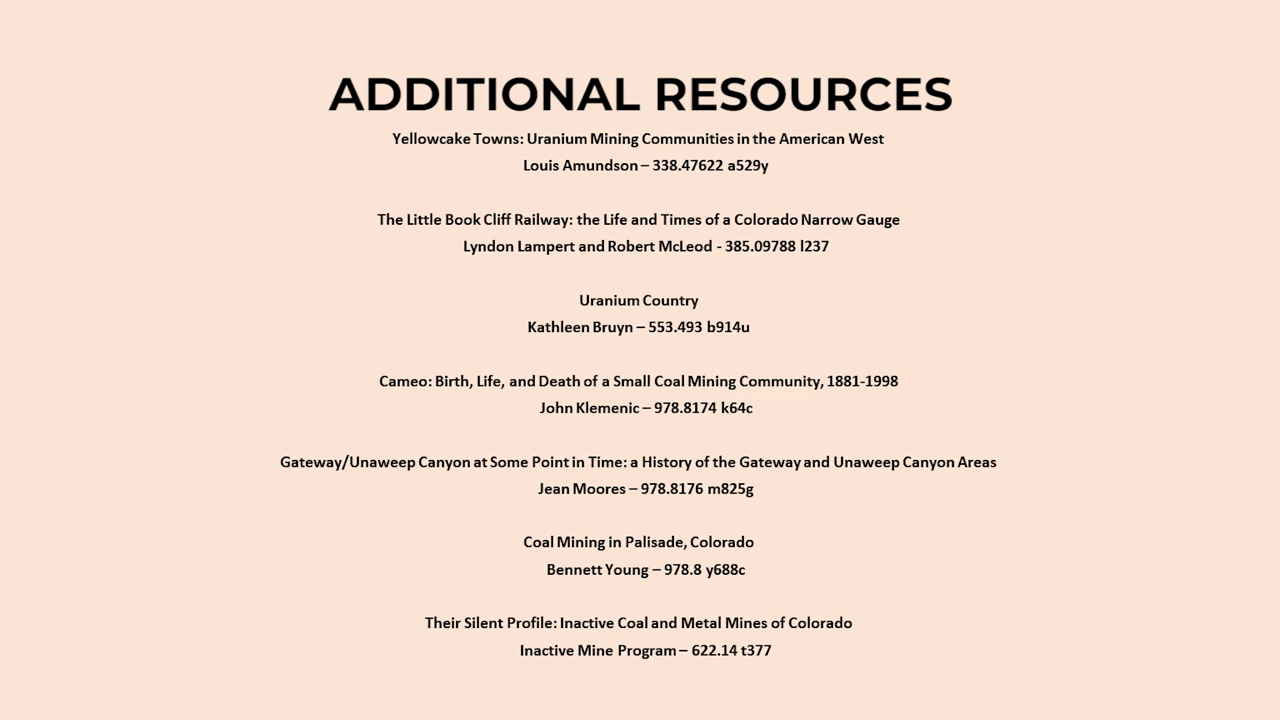 ADDITIONAL RESOURCES
Yellowcake Towns: Uranium Mining Communities in the American West
Louis Amundson – 338.47622 a529y
The Little Book Cliff Railway: the Life and Times of a Colorado Narrow Gauge
Lyndon Lampert and Robert McLeod - 385.09788 l237
Uranium Country
Kathleen Bruyn – 553.493 b914u
Cameo: Birth, Life, and Death of a Small Coal Mining Community, 1881-1998
John Klemenic – 978.8174 k64c
Gateway/Unaweep Canyon at Some Point in Time: a History of the Gateway and Unaweep Canyon Areas
Jean Moores – 978.8176 m825g
Coal Mining in Palisade, Colorado
Bennett Young – 978.8 y688c
Their Silent Profile: Inactive Coal and Metal Mines of Colorado
Inactive Mine Program – 622.14 t377